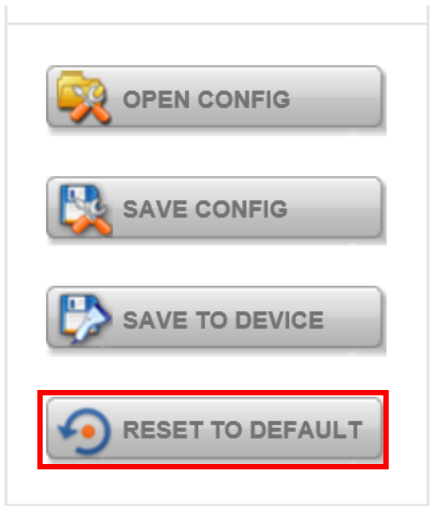 OPEN CONFIG
SAVE CONFIG
SAVE TO DEVICE
RESET TO DEFAULT